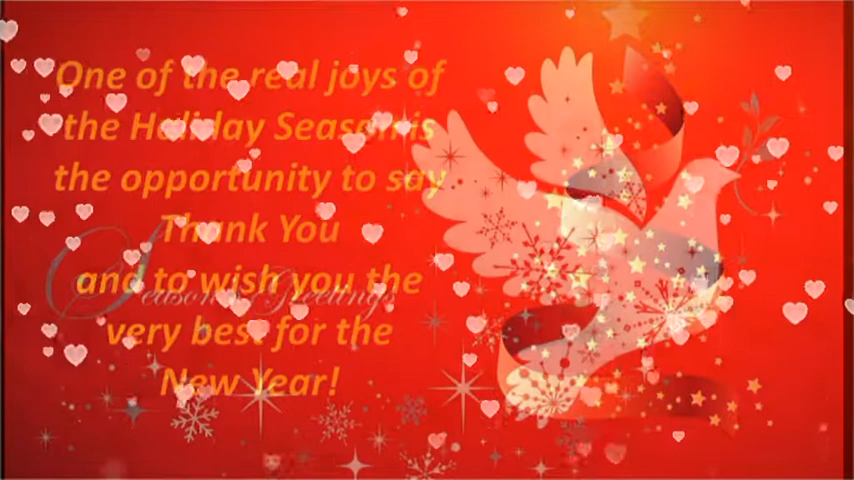 One of the real joys of
the Holiday Season is
the opportunity to say
Thank You
and to wish you the
Season's Greetings
very best for the
New Year!